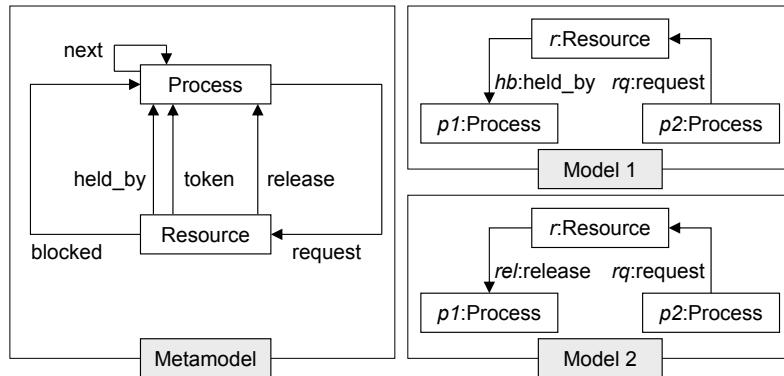 next
Process
held_by
token
release
Resource
blocked
request
Metamodel
r:Resource
hb:held_by
rq:request
p1:Process
p2:Process
Model 1
r:Resource
rel:release
rq:request
p1:Process
p2:Process
Model 2